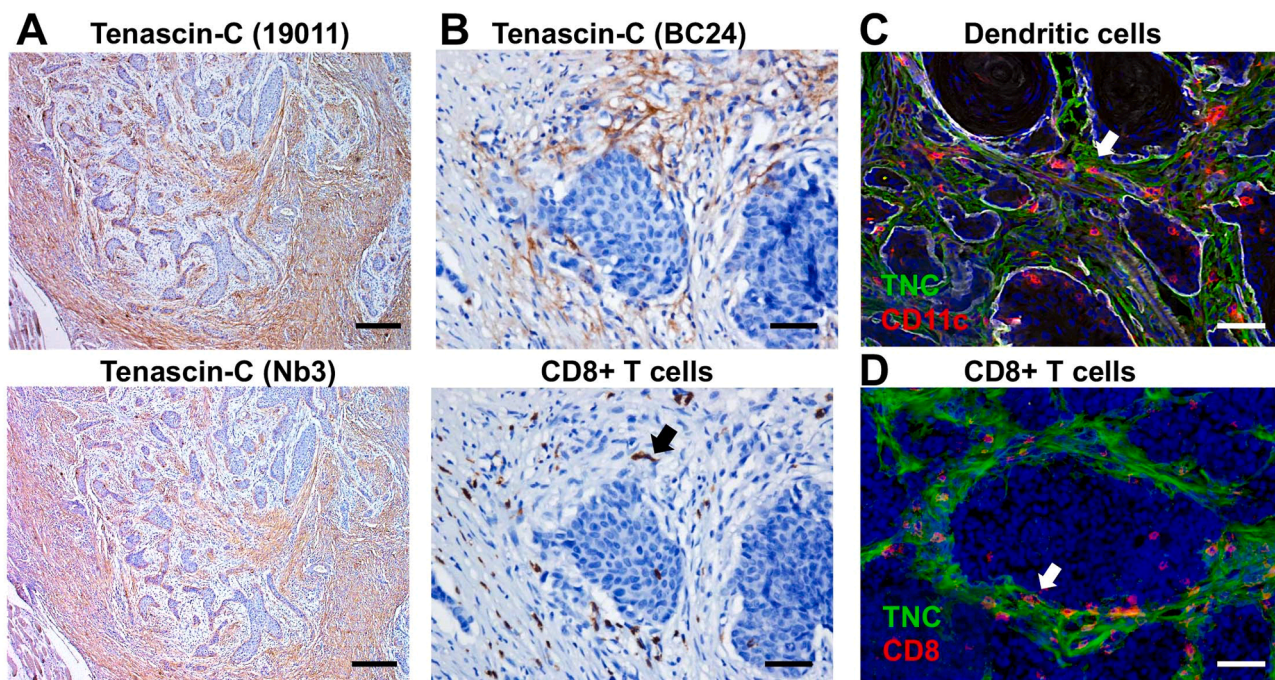 A Tenascin-C (19011)
Tenascin-C (Nb3)
B Tenascin-C (BC24)
CD8+ T cells
C Dendritic cells
TNC
CD11c
D CD8+ T cells
TNC
CD8